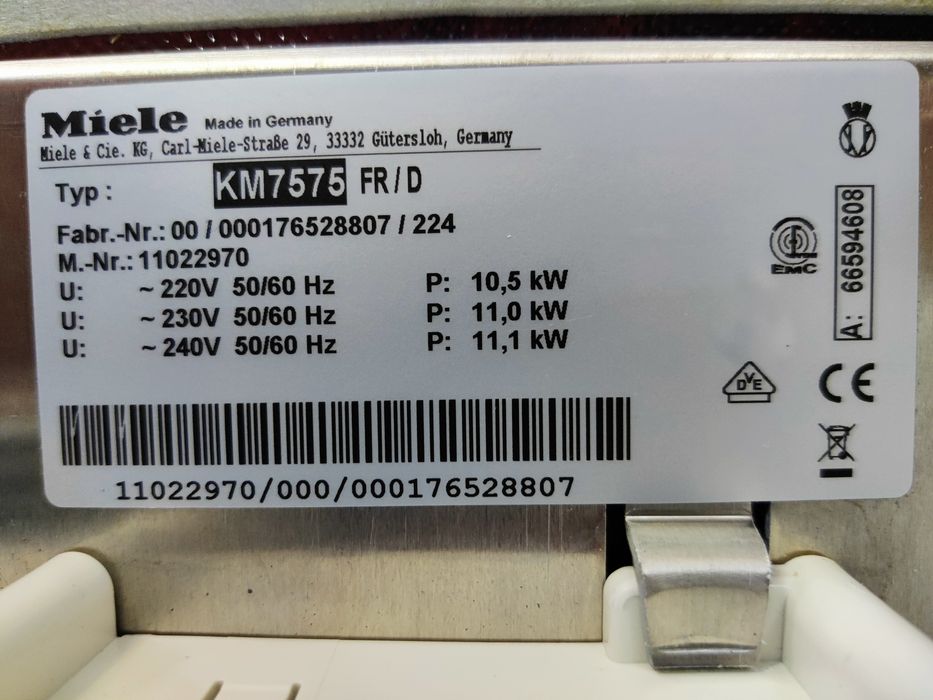 Miele Made in Germany
Miele & Cie. KG, Carl-Miele-Straße 29, 33332 Gütersloh, Germany
Typ : KM7575 FR/D
Fabr.-Nr.: 00 / 000176528807 / 224
M.-Nr.: 11022970
U: ~ 220V 50/60 Hz P: 10,5 kW
U: ~ 230V 50/60 Hz P: 11,0 kW
U: ~ 240V 50/60 Hz P: 11,1 kW
EMC
A: 66594608
DVE
CE
11022970/000/000176528807